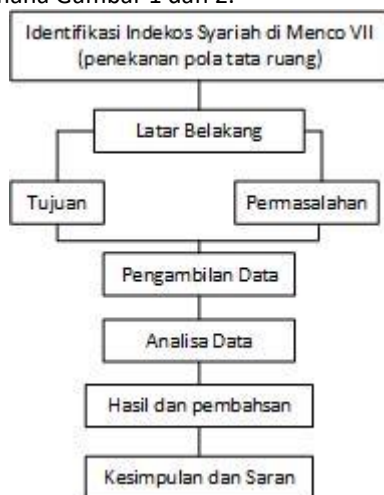 Gambar 1 dan 2.
Identifikasi Indekos Syariah di Menco VII
(penekanan pola tata ruang)
Latar Belakang
Tujuan
Permasalahan
Pengambilan Data
Analisa Data
Hasil dan pembahsan
Kesimpulan dan Saran